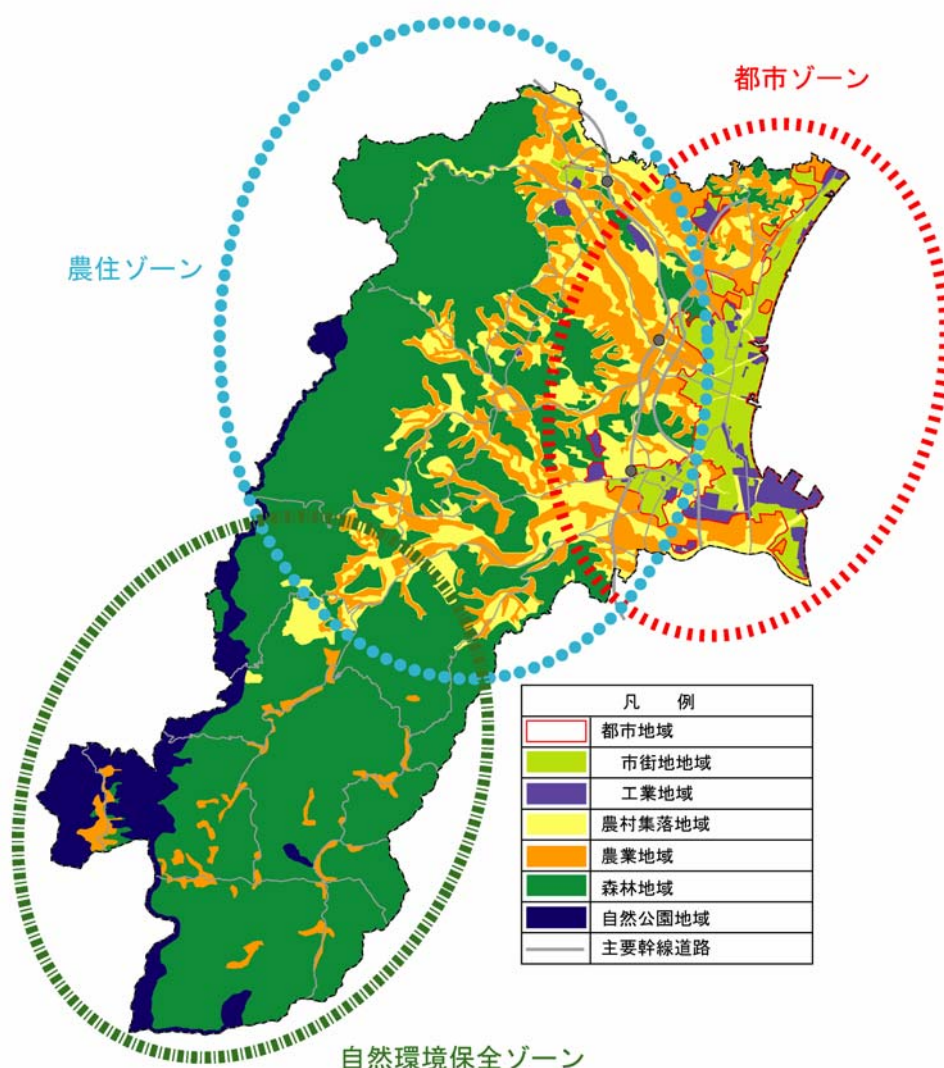 都市ゾーン
農住ゾーン
凡 例
都市地域
市街地地域
工業地域
農村集落地域
農業地域
森林地域
自然公園地域
主要幹線道路
自然環境保全ゾーン